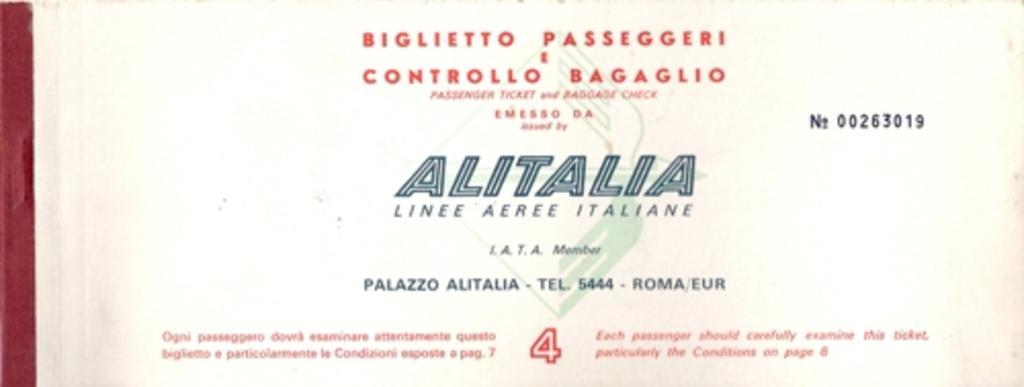 BIGLIETTO PASSEGGERI
E
CONTROLLO BAGAGLIO
PASSENGER TICKET and BAGGAGE CHECK
EMESSO DA
issued by
№ 00263019
ALITALIA
LINEE AEREE ITALIANE
I.A.T.A. Member
PALAZZO ALITALIA - TEL. 5444 - ROMA/EUR
Ogni passeggero dovrà esaminare attentamente questo
biglietto e particolarmente le Condizioni esposte a pag. 7
4
Each passenger should carefully examine this ticket,
particularly the Conditions on page 8